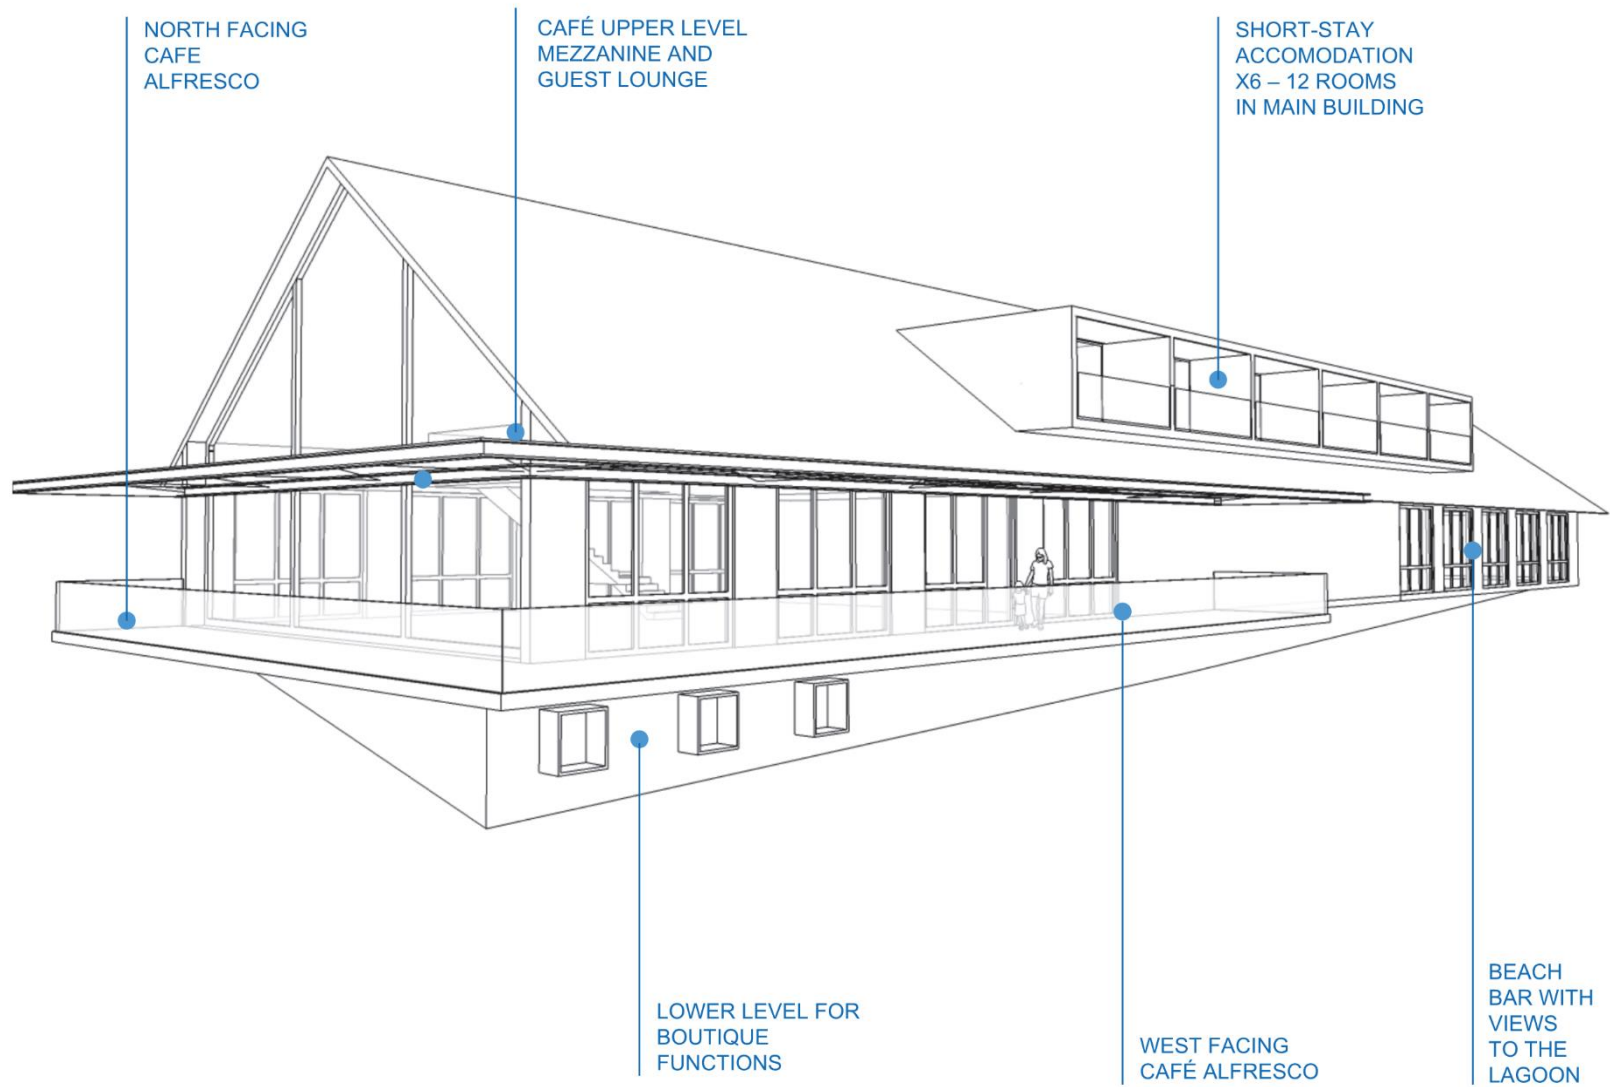 NORTH FACING
CAFE
ALFRESCO
CAFÉ UPPER LEVEL
MEZZANINE AND
GUEST LOUNGE
SHORT-STAY
ACCOMODATION
X6 – 12 ROOMS
IN MAIN BUILDING
LOWER LEVEL FOR
BOUTIQUE
FUNCTIONS
WEST FACING
CAFÉ ALFRESCO
BEACH
BAR WITH
VIEWS
TO THE
LAGOON